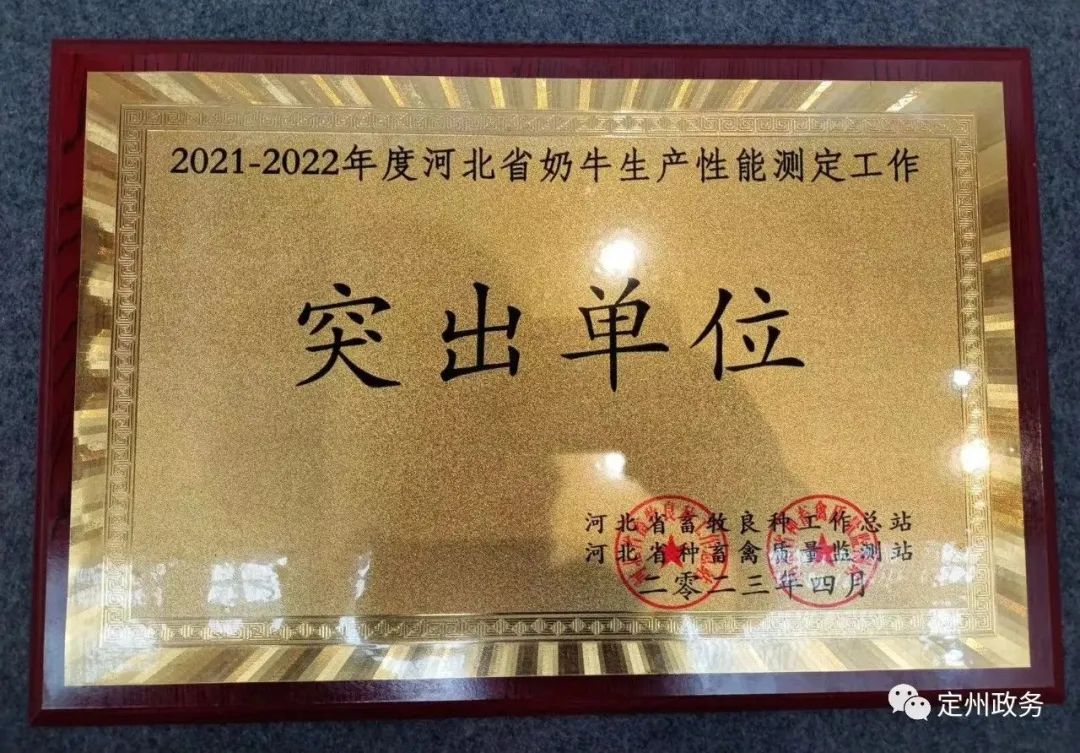 2021-2022年度河北省奶牛生产性能测定工作
突出单位
河北省畜牧良种工作总站
河北省种畜禽质量监测站
二零二三年四月
定州政务